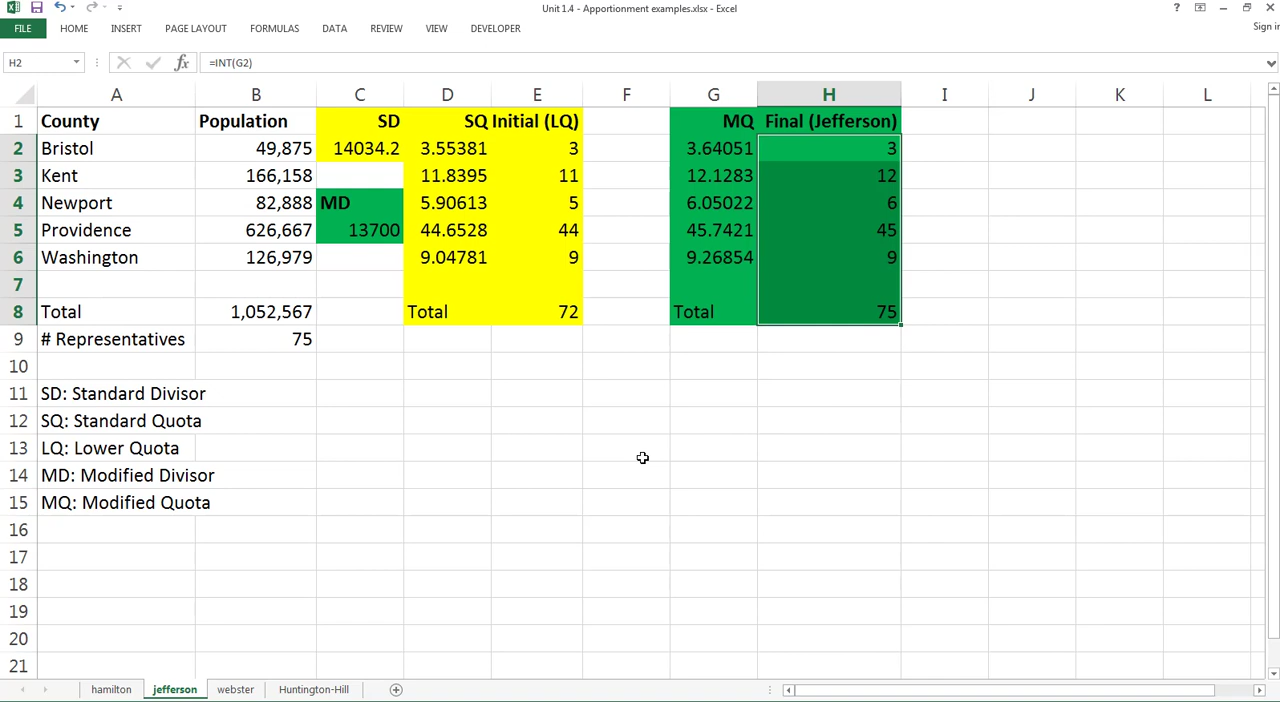 Unit 1.4 - Apportionment examples.xlsx - Excel
?
Sign in
FILE HOME INSERT PAGE LAYOUT FORMULAS DATA REVIEW VIEW DEVELOPER
H2 fx =INT(G2)
A B C D E F G H I J K L
1 County Population SD SQ Initial (LQ) MQ Final (Jefferson)
2 Bristol 49,875 14034.2 3.55381 3 3.64051 3
3 Kent 166,158 11.8395 11 12.1283 12
4 Newport 82,888 MD 5.90613 5 6.05022 6
5 Providence 626,667 13700 44.6528 44 45.7421 45
6 Washington 126,979 9.04781 9 9.26854 9
7
8 Total 1,052,567 Total 72 Total 75
9 # Representatives 75
10
11 SD: Standard Divisor
12 SQ: Standard Quota
13 LQ: Lower Quota
14 MD: Modified Divisor
15 MQ: Modified Quota
16
17
18
19
20
21
hamilton jefferson webster Huntington-Hill